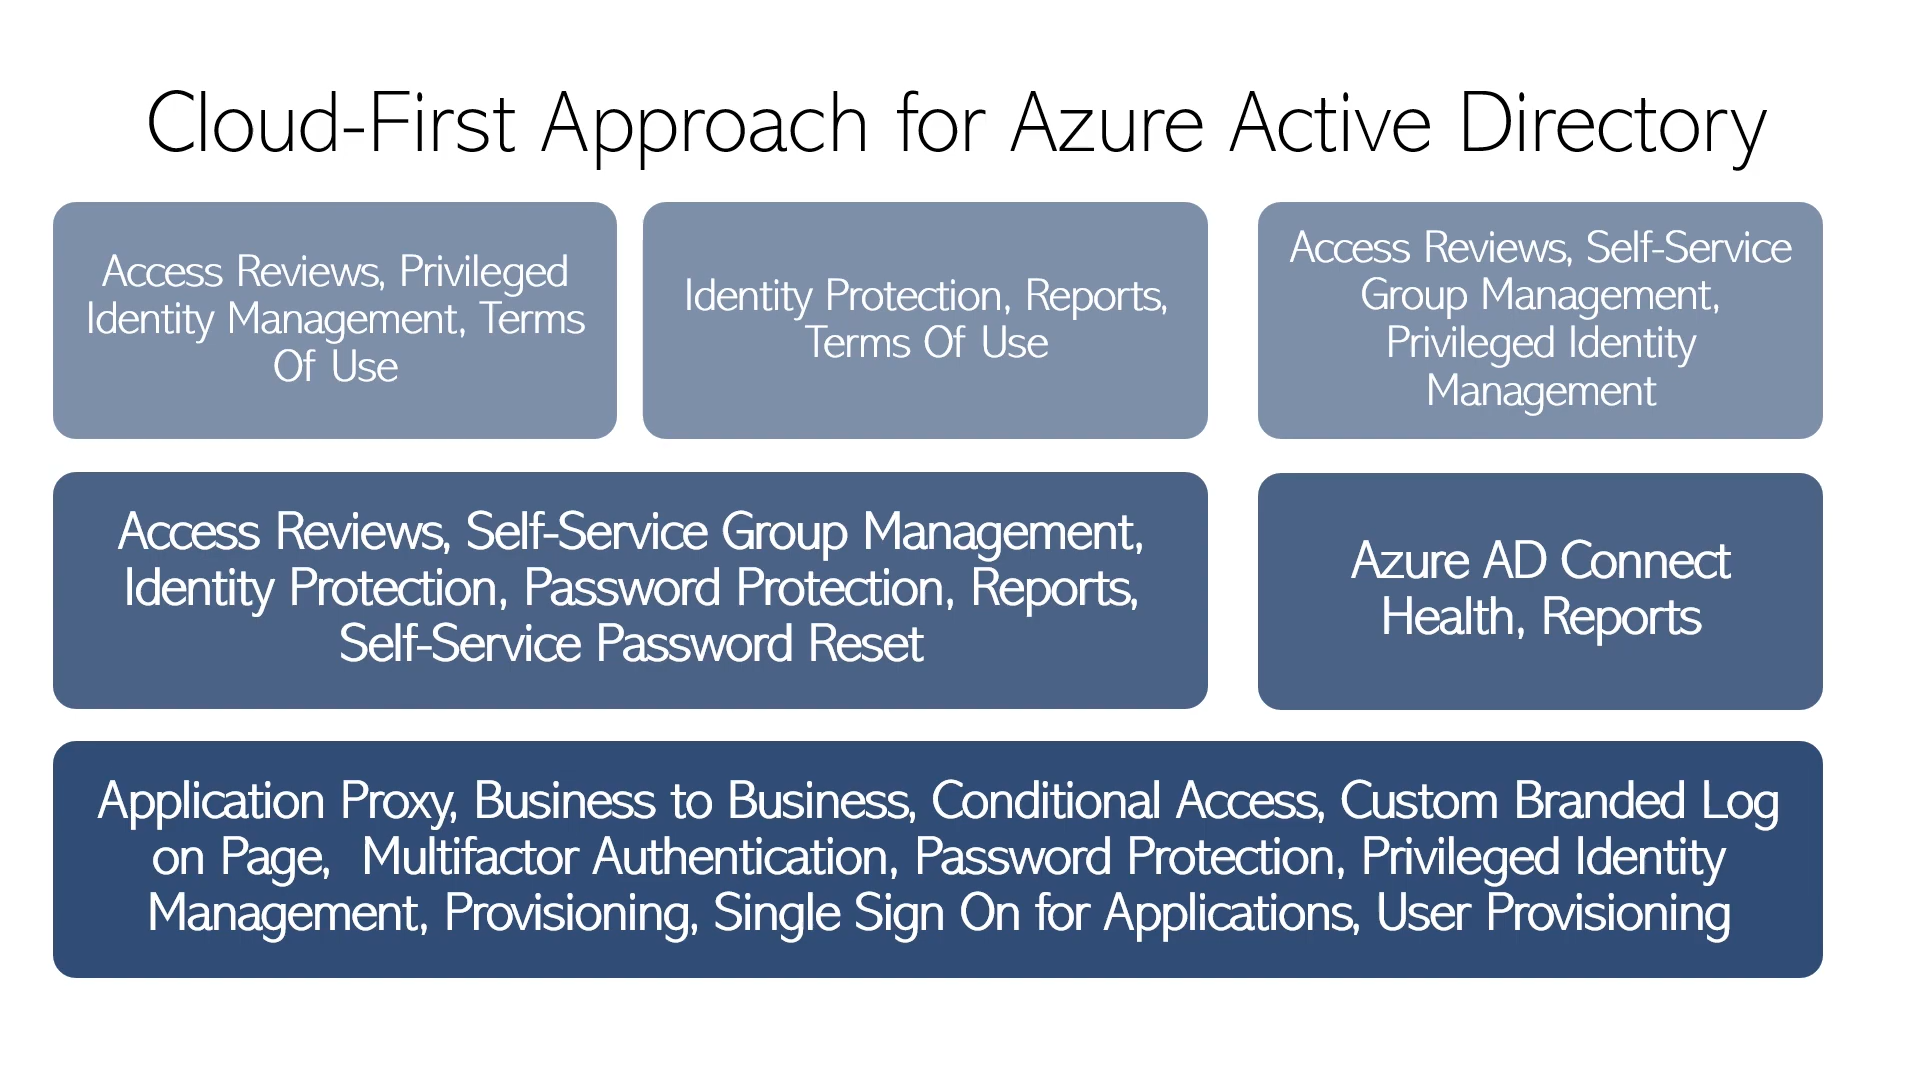 Cloud-First Approach for Azure Active Directory
Access Reviews, Privileged
Identity Management, Terms
Of Use
Identity Protection, Reports,
Terms Of Use
Access Reviews, Self-Service
Group Management,
Privileged Identity
Management
Access Reviews, Self-Service Group Management,
Identity Protection, Password Protection, Reports,
Self-Service Password Reset
Azure AD Connect
Health, Reports
Application Proxy, Business to Business, Conditional Access, Custom Branded Log
on Page,  Multifactor Authentication, Password Protection, Privileged Identity
Management, Provisioning, Single Sign On for Applications, User Provisioning